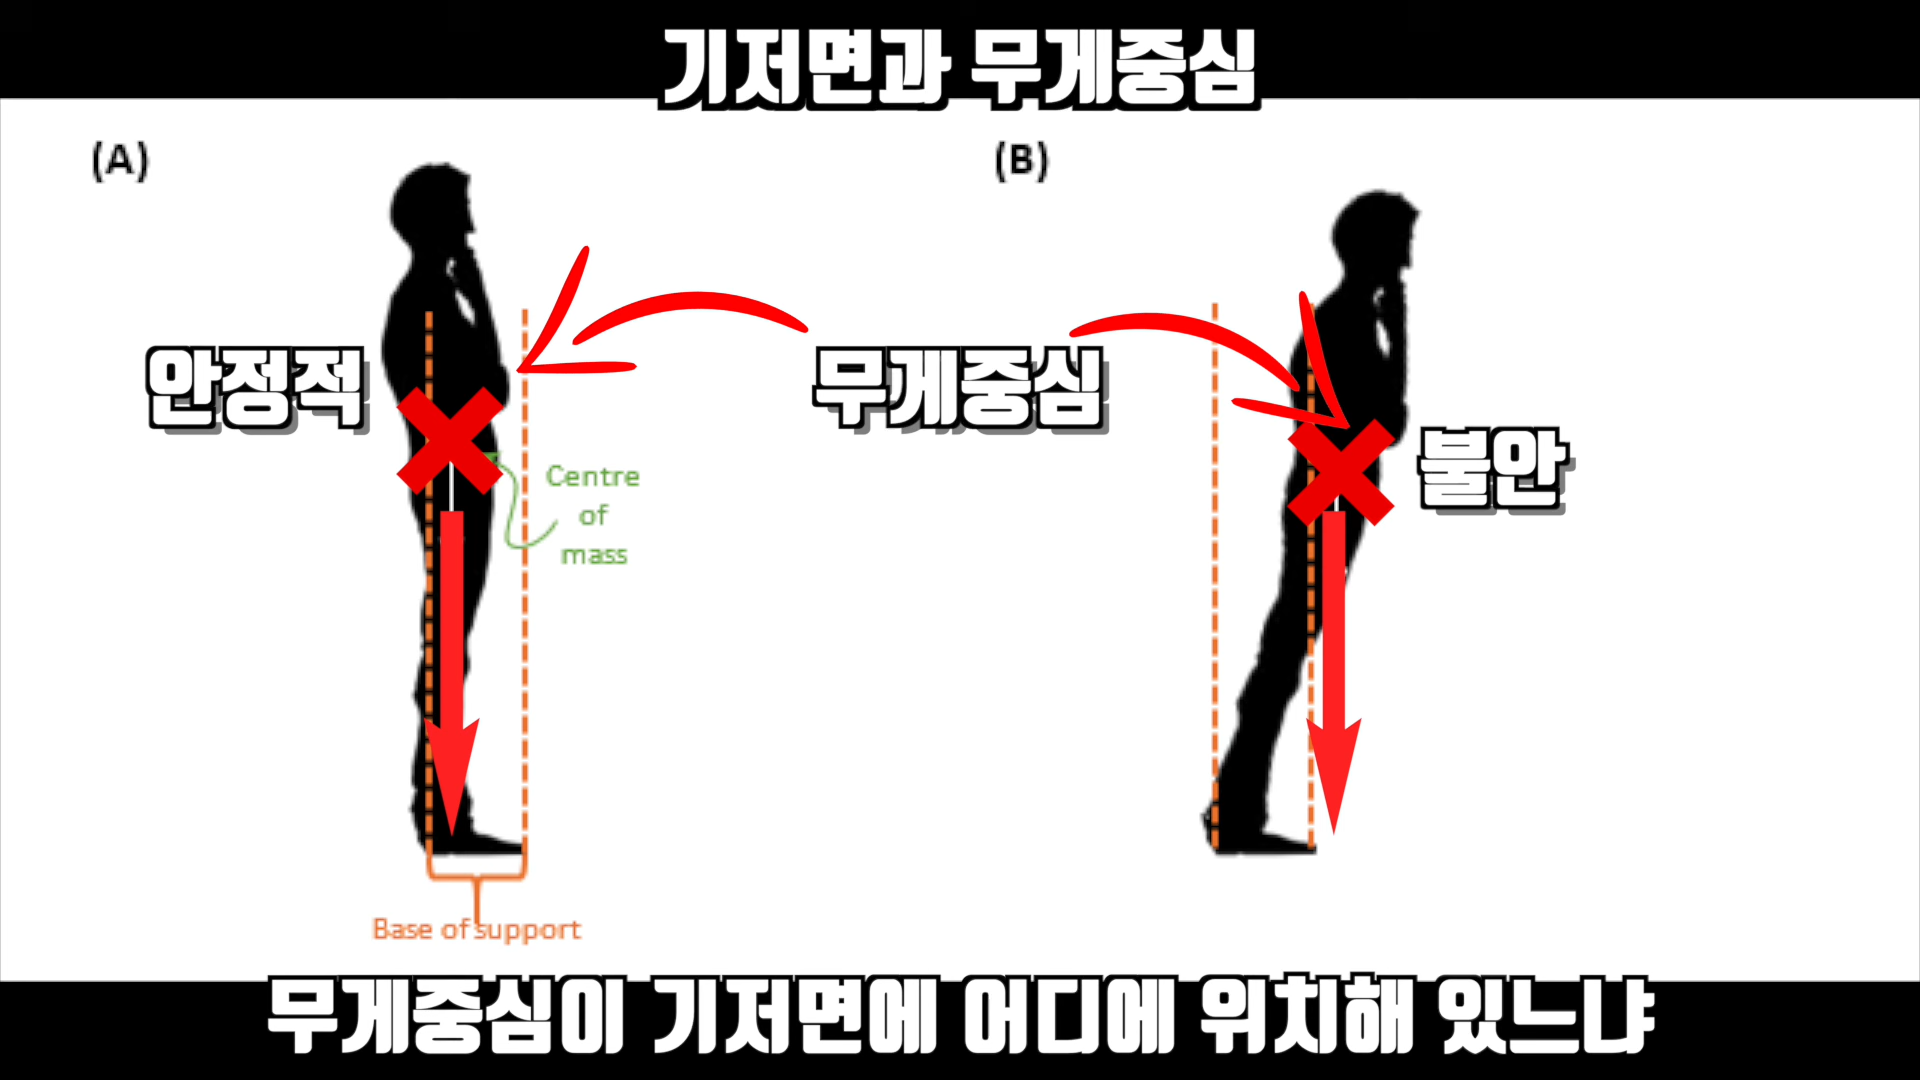 기저면과 무게중심
(A)
(B)
안정적
무게중심
불안
Centre
of
mass
Base of support
무게중심이 기저면에 어디에 위치해 있느냐